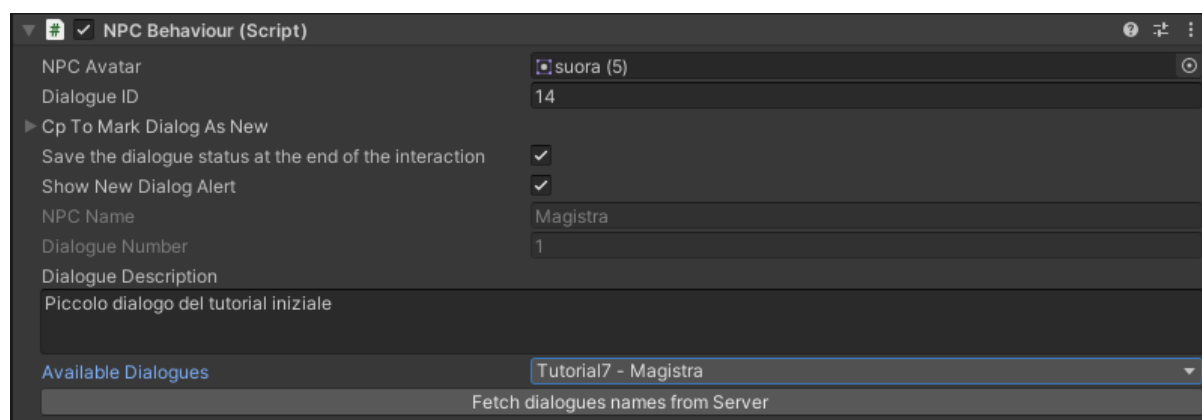 NPC Behaviour (Script)
NPC Avatar suora (5)
Dialogue ID 14
Cp To Mark Dialog As New
Save the dialogue status at the end of the interaction
Show New Dialog Alert
NPC Name Magistra
Dialogue Number 1
Dialogue Description
Piccolo dialogo del tutorial iniziale
Available Dialogues Tutorial7 - Magistra
Fetch dialogues names from Server